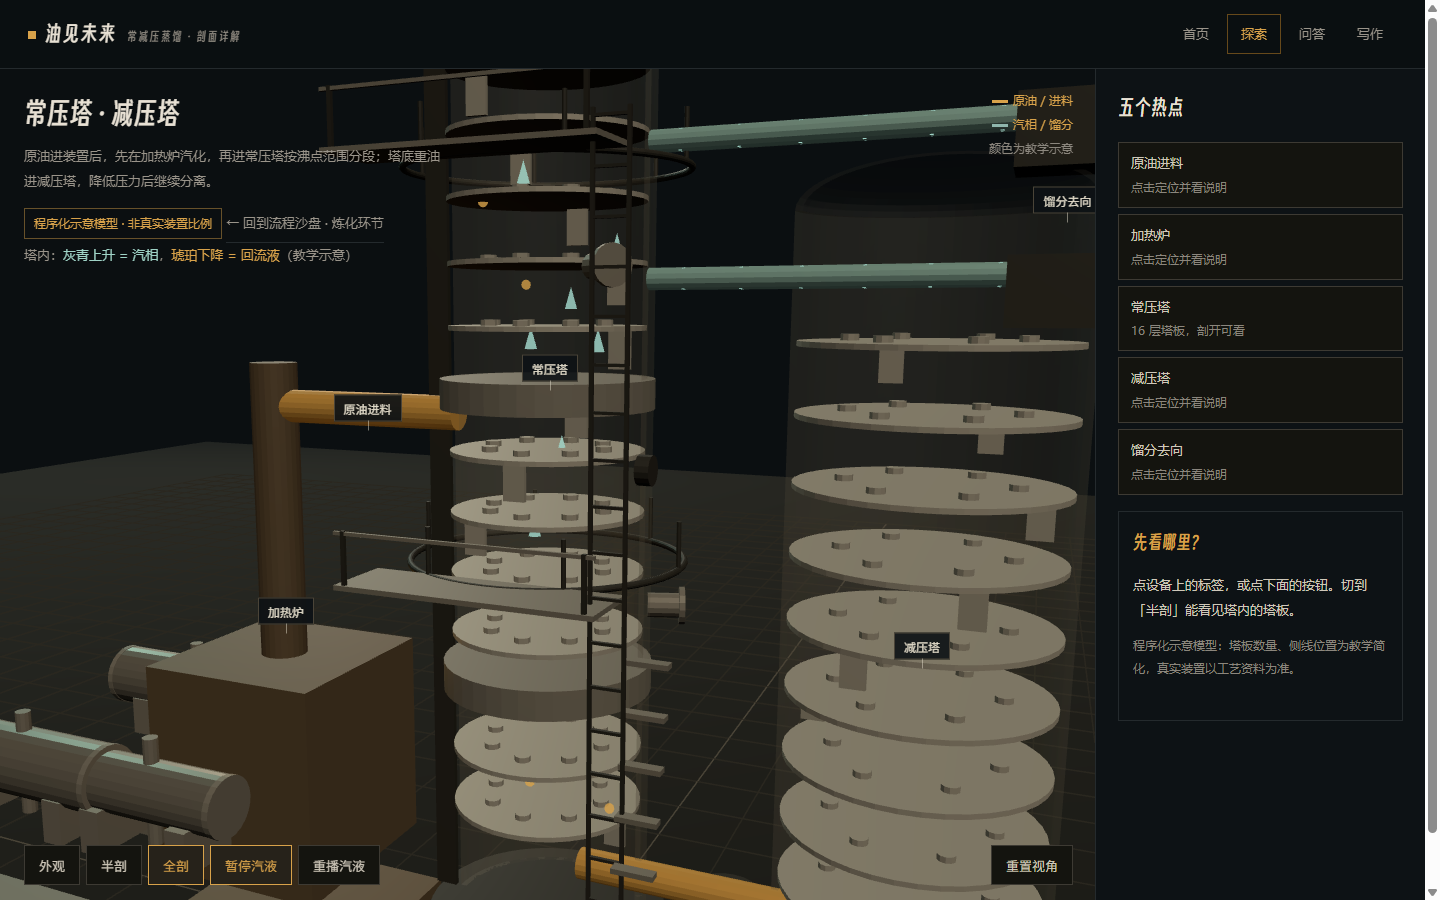 油见未来 常减压蒸馏 · 剖面详解
首页 探索 问答 写作
常压塔 · 减压塔
原油进装置后，先在加热炉汽化，再进常压塔按沸点范围分段；塔底重油
进减压塔，降低压力后继续分离。
程序化示意模型 · 非真实装置比例 ← 回到流程沙盘 · 炼化环节
塔内：灰青上升 = 汽相，琥珀下降 = 回流液（教学示意）
原油 / 进料
汽相 / 馏分
颜色为教学示意
馏分去向
常压塔
原油进料
加热炉
减压塔
外观 半剖 全剖 暂停汽液 重播汽液
重置视角
五个热点
原油进料
点击定位并看说明
加热炉
点击定位并看说明
常压塔
16 层塔板，剖开可看
减压塔
点击定位并看说明
馏分去向
点击定位并看说明
先看哪里？
点设备上的标签，或点下面的按钮。切到
「半剖」能看见塔内的塔板。
程序化示意模型：塔板数量、侧线位置为教学简
化，真实装置以工艺资料为准。